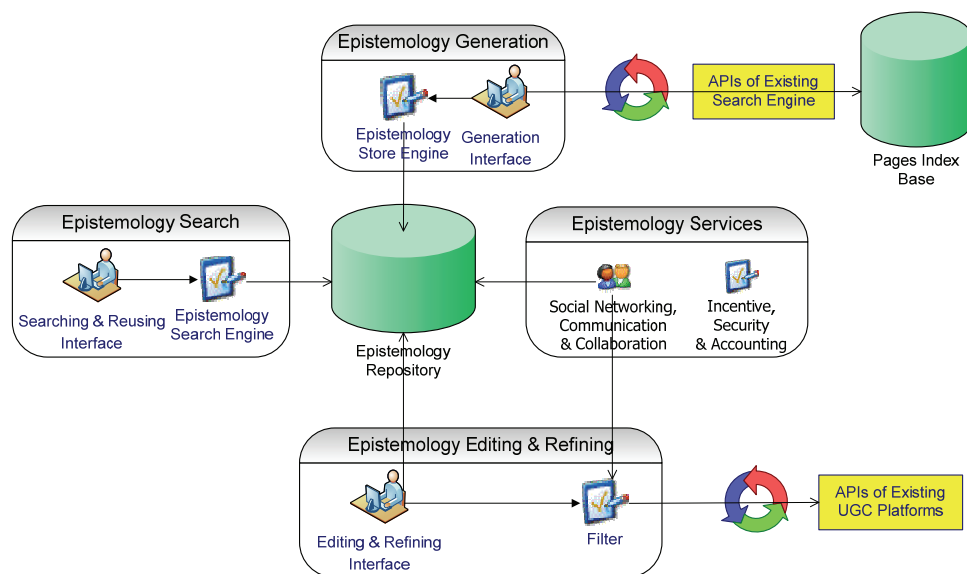 Epistemology Generation
Epistemology
Store Engine
Generation
Interface
APIs of Existing
Search Engine
Pages Index
Base
Epistemology Search
Searching & Reusing
Interface
Epistemology
Search Engine
Epistemology
Repository
Epistemology Services
Social Networking,
Communication
& Collaboration
Incentive,
Security
& Accounting
Epistemology Editing & Refining
Editing & Refining
Interface
Filter
APIs of Existing
UGC Platforms